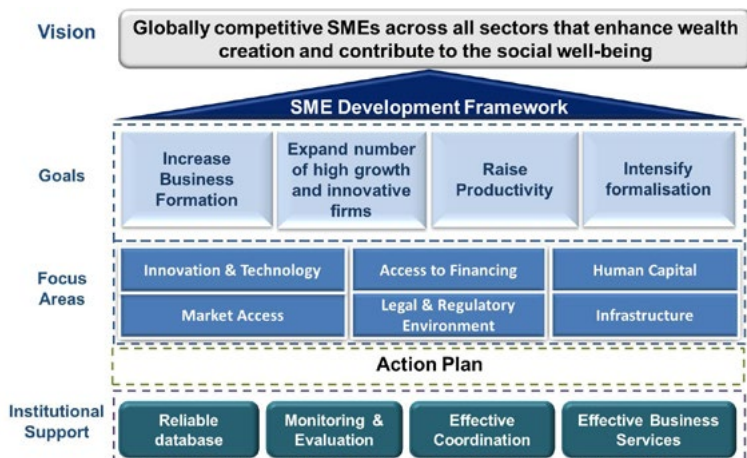 Vision
Globally competitive SMEs across all sectors that enhance wealth
creation and contribute to the social well-being
SME Development Framework
Goals
Increase
Business
Formation
Expand number
of high growth
and innovative
firms
Raise
Productivity
Intensify
formalisation
Focus
Areas
Innovation & Technology
Access to Financing
Human Capital
Market Access
Legal & Regulatory
Environment
Infrastructure
Action Plan
Institutional
Support
Reliable
database
Monitoring &
Evaluation
Effective
Coordination
Effective Business
Services